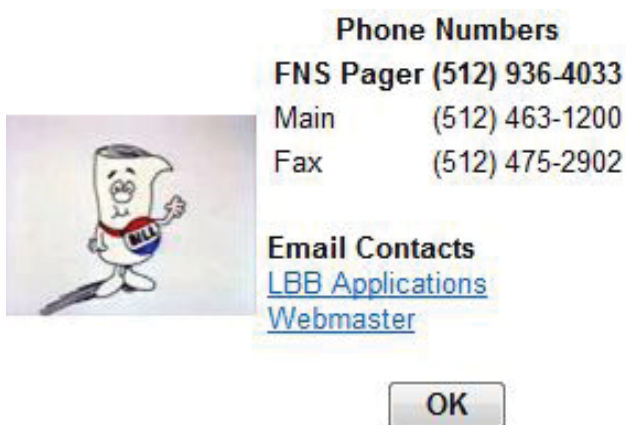 Phone Numbers
FNS Pager (512) 936-4033
Main (512) 463-1200
Fax (512) 475-2902
BILL
Email Contacts
LBB Applications
Webmaster
OK